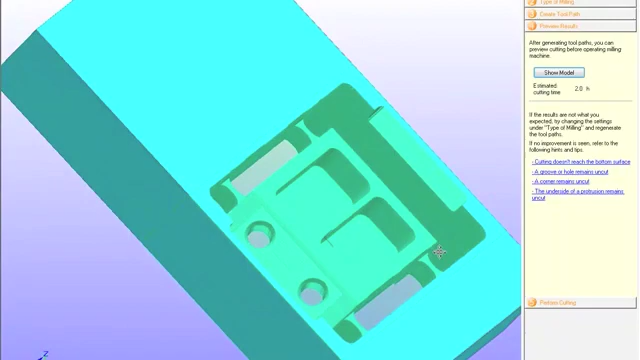 Type of Milling
Create Tool Path
Preview Results
After generating tool paths, you can
preview cutting before operating milling
machine.
Show Model
Estimated
cutting time
2.0 h
If the results are not what you
expected, try changing the settings
under "Type of Milling" and regenerate
the tool paths.
If no improvement is seen, refer to the
following hints and tips.
- Cutting doesn't reach the bottom surface
- A groove or hole remains uncut
- A corner remains uncut
- The underside of a protrusion remains
uncut
Perform Cutting
Z